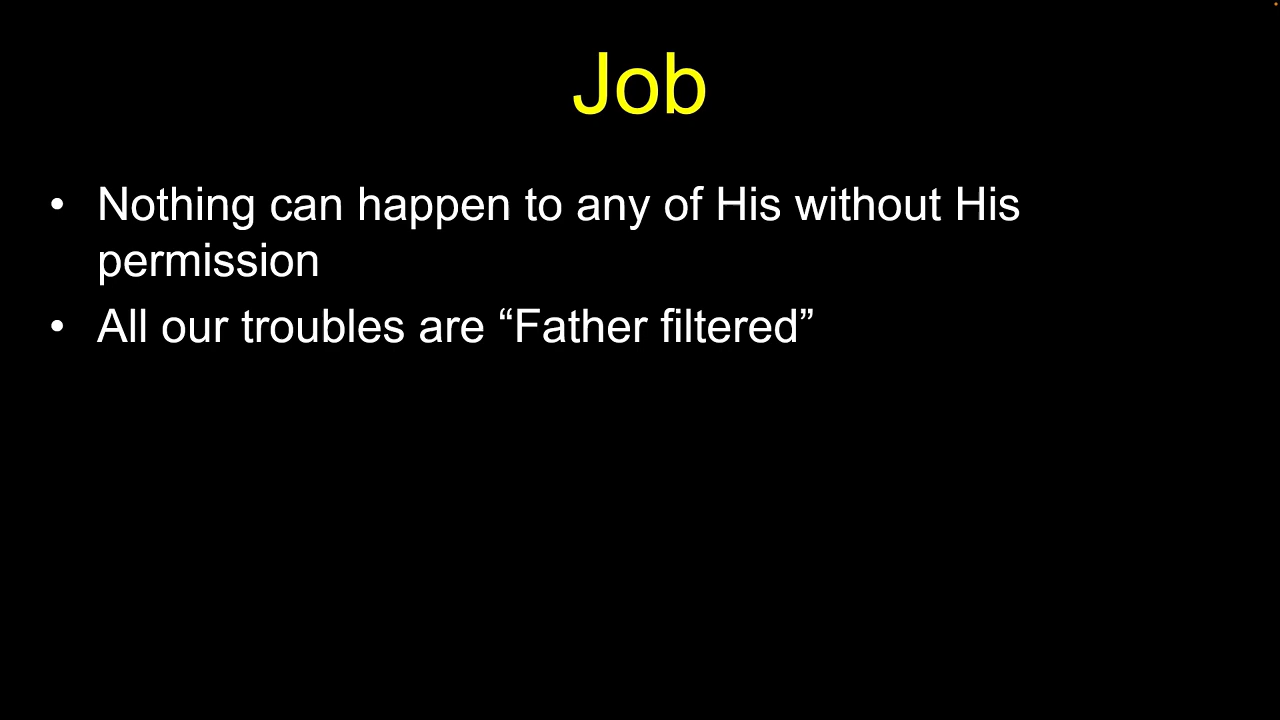 Job
• Nothing can happen to any of His without His
permission
• All our troubles are “Father filtered”